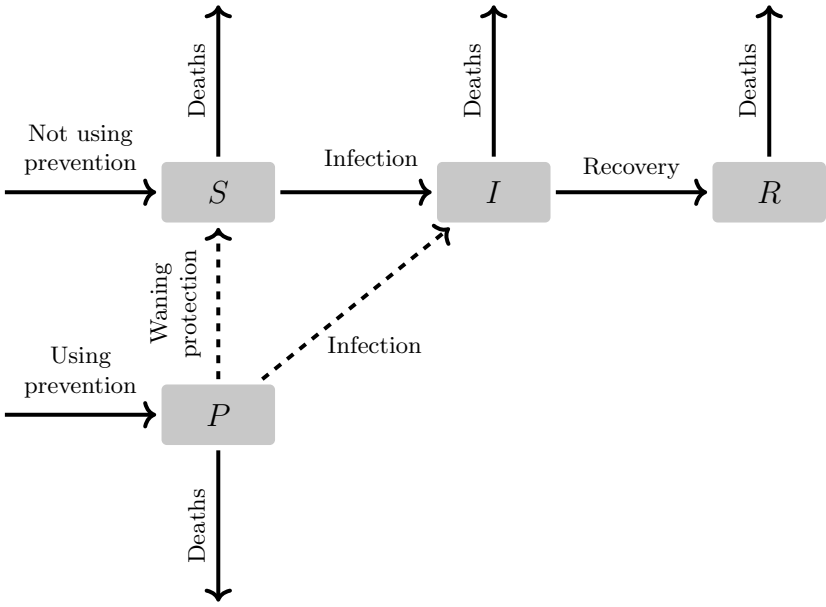 Deaths
Deaths
Deaths
Not using
prevention
S
Infection
I
Recovery
R
Waning
protection
Infection
Using
prevention
P
Deaths